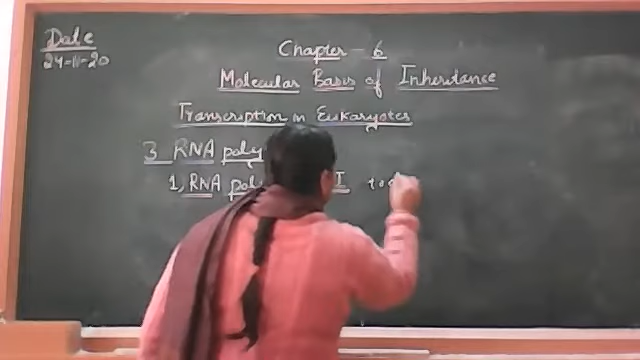 Date
24-11-20
Chapter - 6
Molecular Basis of Inheritance
Transcription in Eukaryotes
3 RNA poly
1, RNA pol I